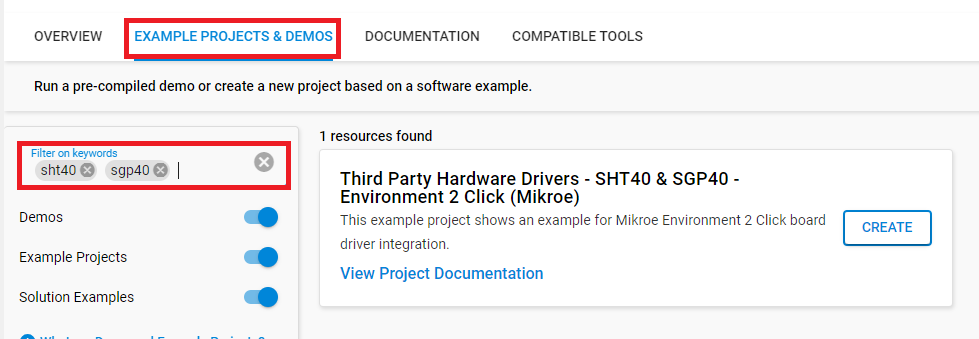 OVERVIEW EXAMPLE PROJECTS & DEMOS DOCUMENTATION COMPATIBLE TOOLS
Run a pre-compiled demo or create a new project based on a software example.
Filter on keywords
sht40 sgp40
Demos
Example Projects
Solution Examples
1 resources found
Third Party Hardware Drivers - SHT40 & SGP40 -
Environment 2 Click (Mikroe)
This example project shows an example for Mikroe Environment 2 Click board
driver integration.
View Project Documentation
CREATE